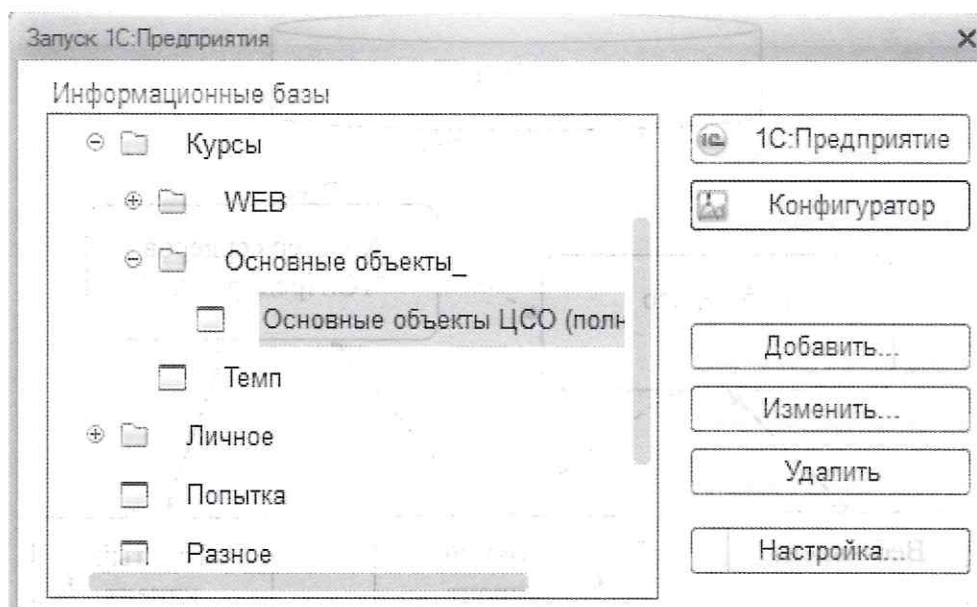 Запуск 1С:Предприятия
Информационные базы
Курсы
WEB
Основные объекты_
Основные объекты ЦСО (полн
Темп
Личное
Попытка
Разное
1С:Предприятие
Конфигуратор
Добавить...
Изменить...
Удалить
Настройка...